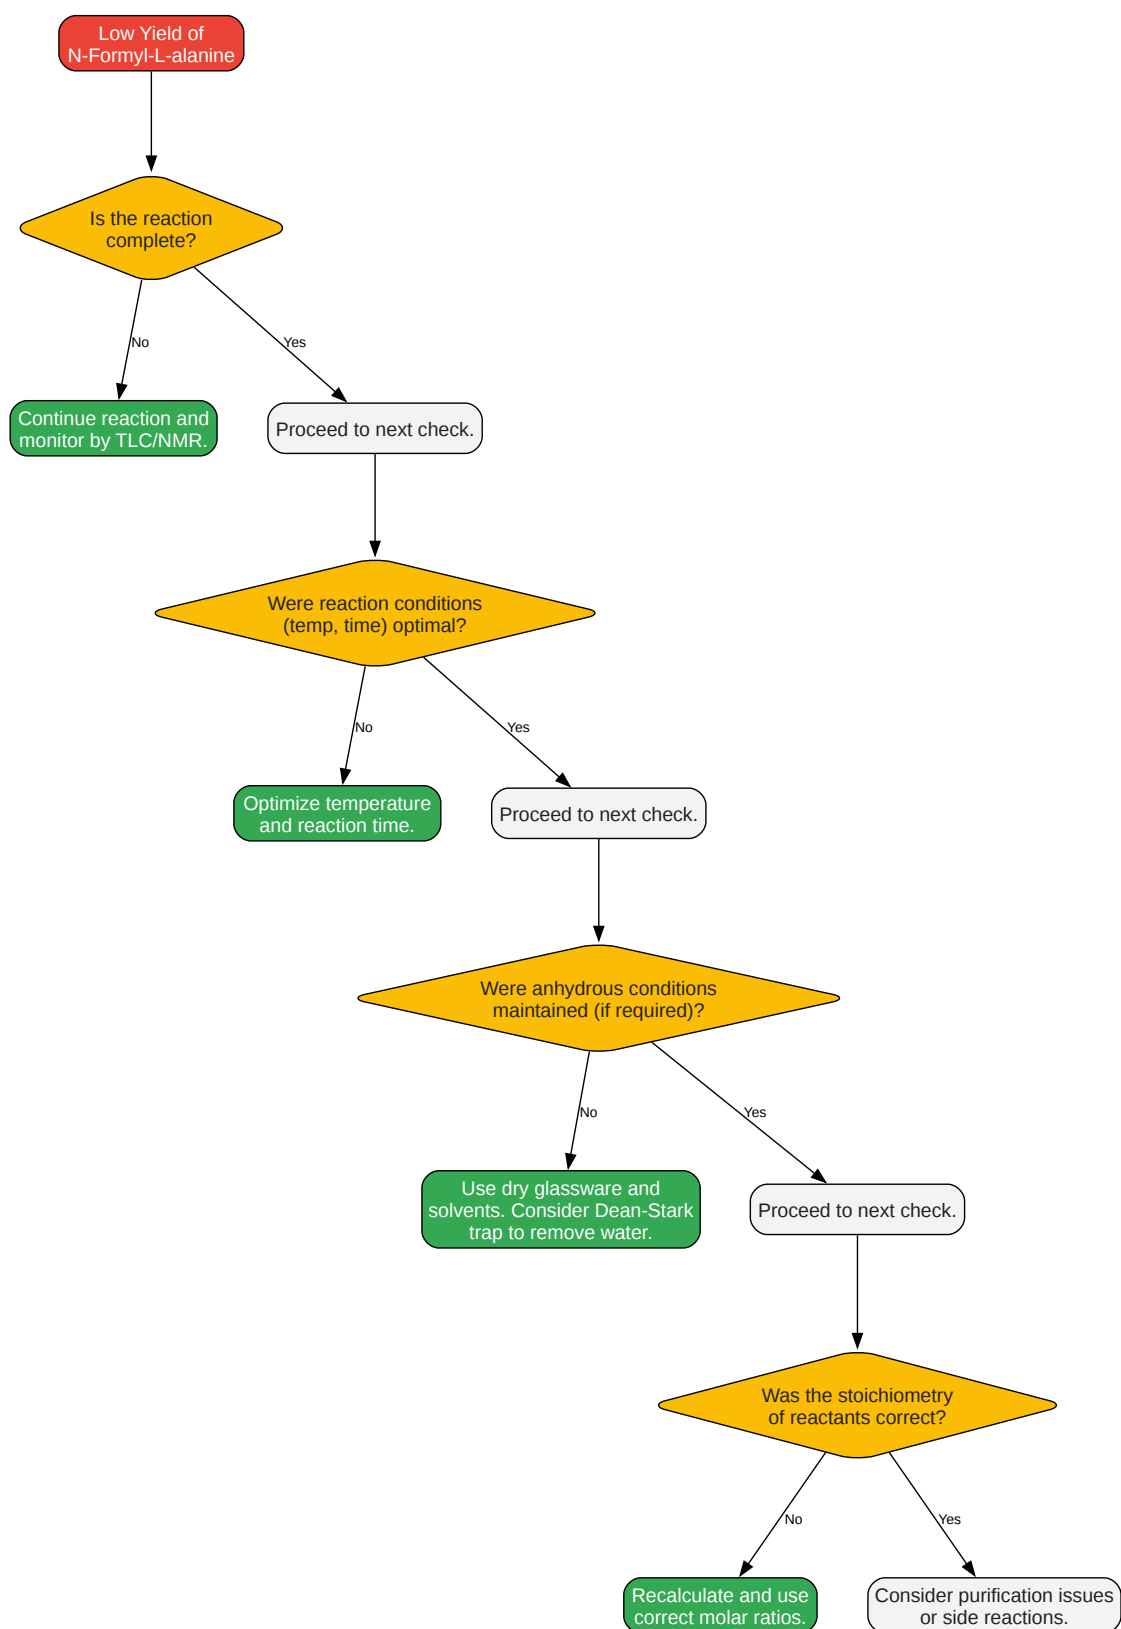 Low Yield of
N-Formyl-L-alanine
Is the reaction
complete?
No
Yes
Continue reaction and
monitor by TLC/NMR.
Proceed to next check.
Were reaction conditions
(temp, time) optimal?
No
Yes
Optimize temperature
and reaction time.
Proceed to next check.
Were anhydrous conditions
maintained (if required)?
No
Yes
Use dry glassware and
solvents. Consider Dean-Stark
trap to remove water.
Proceed to next check.
Was the stoichiometry
of reactants correct?
No
Yes
Recalculate and use
correct molar ratios.
Consider purification issues
or side reactions.